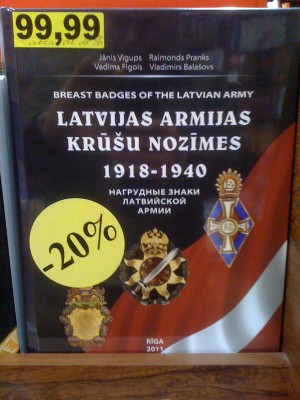 99,99
Jānis Vigups Raimonds Pranks
Vadims Figols Vladimirs Balašovs
BREAST BADGES OF THE LATVIAN ARMY
LATVIJAS ARMIJAS
KRŪŠU NOZĪMES
1918-1940
НАГРУДНЫЕ ЗНАКИ
ЛАТВИЙСКОЙ
АРМИИ
-20%
RĪGA
2011